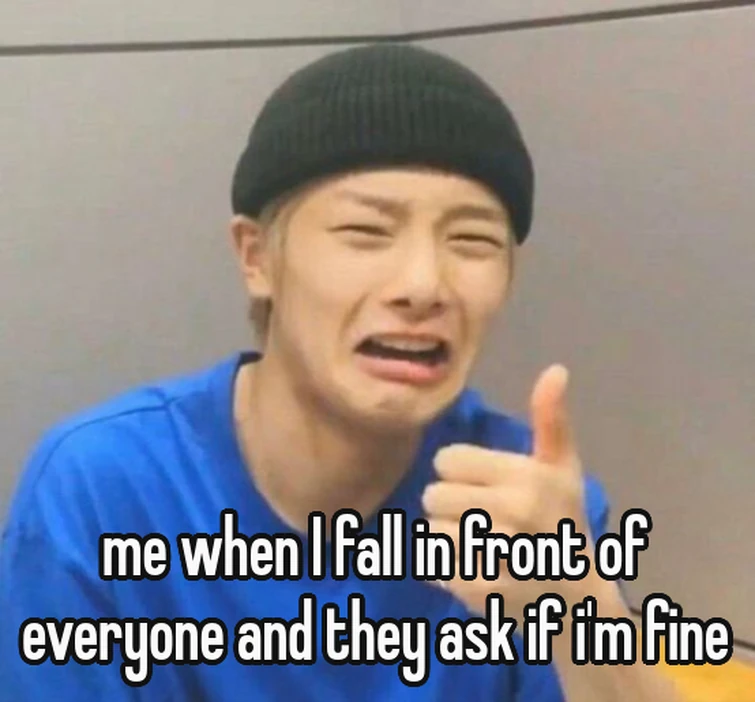 me when I fall in front of
everyone and they ask if i'm fine